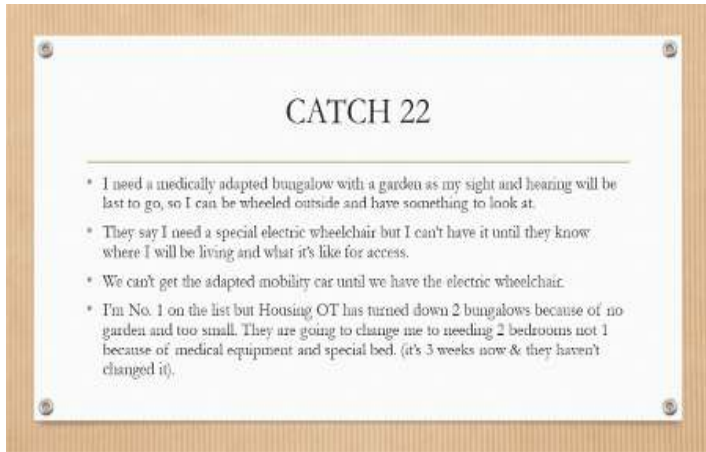 CATCH 22
• I need a medically adapted bungalow with a garden as my sight and hearing will be
last to go, so I can be wheeled outside and have something to look at.
• They say I need a special electric wheelchair but I can't have it until they know
where I will be living and what it's like for access.
• We can't get the adapted mobility car until we have the electric wheelchair.
• I'm No. 1 on the list but Housing OT has turned down 2 bungalows because of no
garden and too small. They are going to change me to needing 2 bedrooms not 1
because of medical equipment and special bed. (it's 3 weeks now & they haven't
changed it).